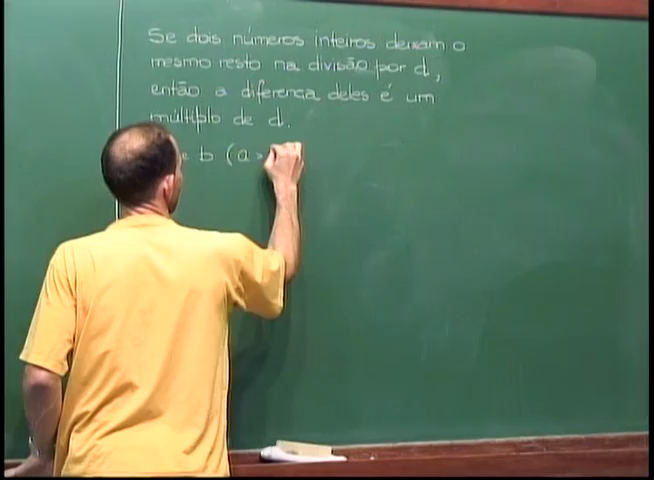 Se dois números inteiros deixam o
mesmo resto na divisão por d,
então a diferença deles é um
múltiplo de d.
e b (a >